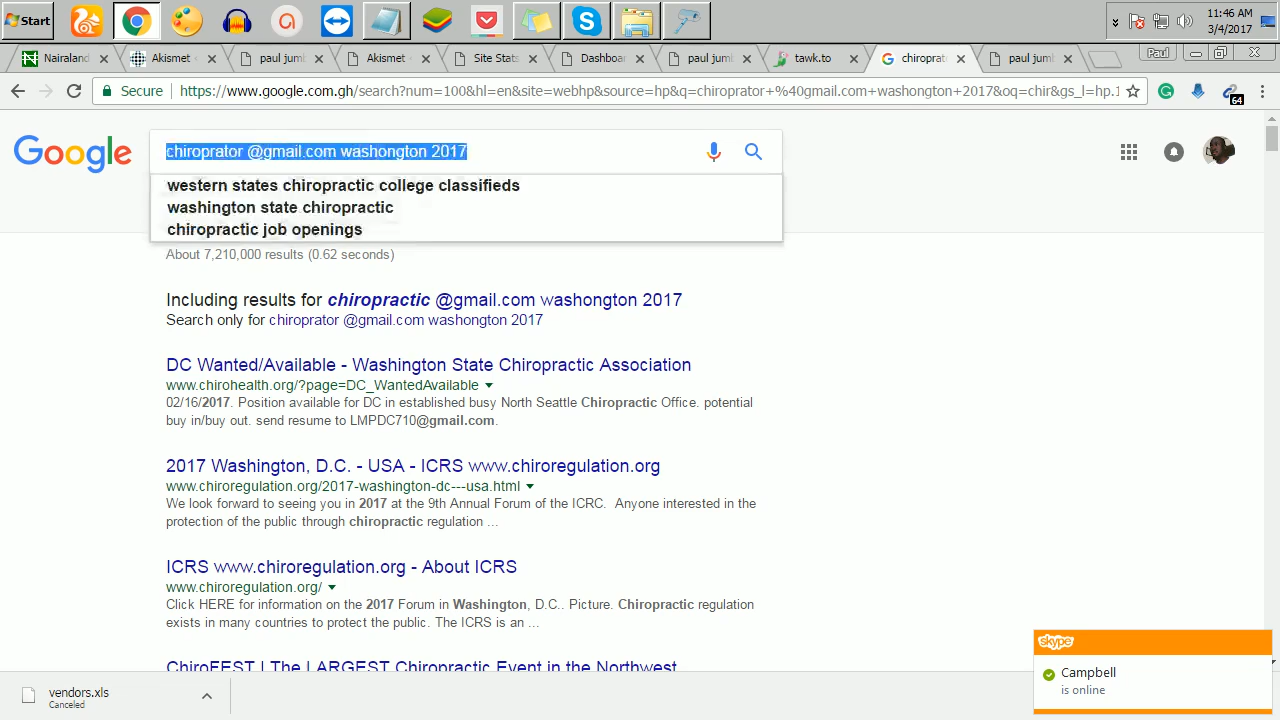 Start
11:46 AM
3/4/2017
Nairaland
Akismet
paul jumb
Akismet
Site Stats
Dashboar
paul jumb
tawk.to
chiroprat
paul jumb
Paul
Secure
https://www.google.com.gh/search?num=100&hl=en&site=webhp&source=hp&q=chiroprator+%40gmail.com+washongton+2017&oq=chir&gs_l=hp.1
64
Google
chiroprator @gmail.com washongton 2017
western states chiropractic college classifieds
washington state chiropractic
chiropractic job openings
About 7,210,000 results (0.62 seconds)
Including results for chiropractic @gmail.com washongton 2017
Search only for chiroprator @gmail.com washongton 2017
DC Wanted/Available - Washington State Chiropractic Association
www.chirohealth.org/?page=DC_WantedAvailable
02/16/2017. Position available for DC in established busy North Seattle Chiropractic Office. potential
buy in/buy out. send resume to LMPDC710@gmail.com.
2017 Washington, D.C. - USA - ICRS www.chiroregulation.org
www.chiroregulation.org/2017-washington-dc---usa.html
We look forward to seeing you in 2017 at the 9th Annual Forum of the ICRC. Anyone interested in the
protection of the public through chiropractic regulation ...
ICRS www.chiroregulation.org - About ICRS
www.chiroregulation.org/
Click HERE for information on the 2017 Forum in Washington, D.C.. Picture. Chiropractic regulation
exists in many countries to protect the public. The ICRS is an ...
ChiroFEST | The LARGEST Chiropractic Event in the Northwest
skype
Campbell
is online
vendors.xls
Canceled